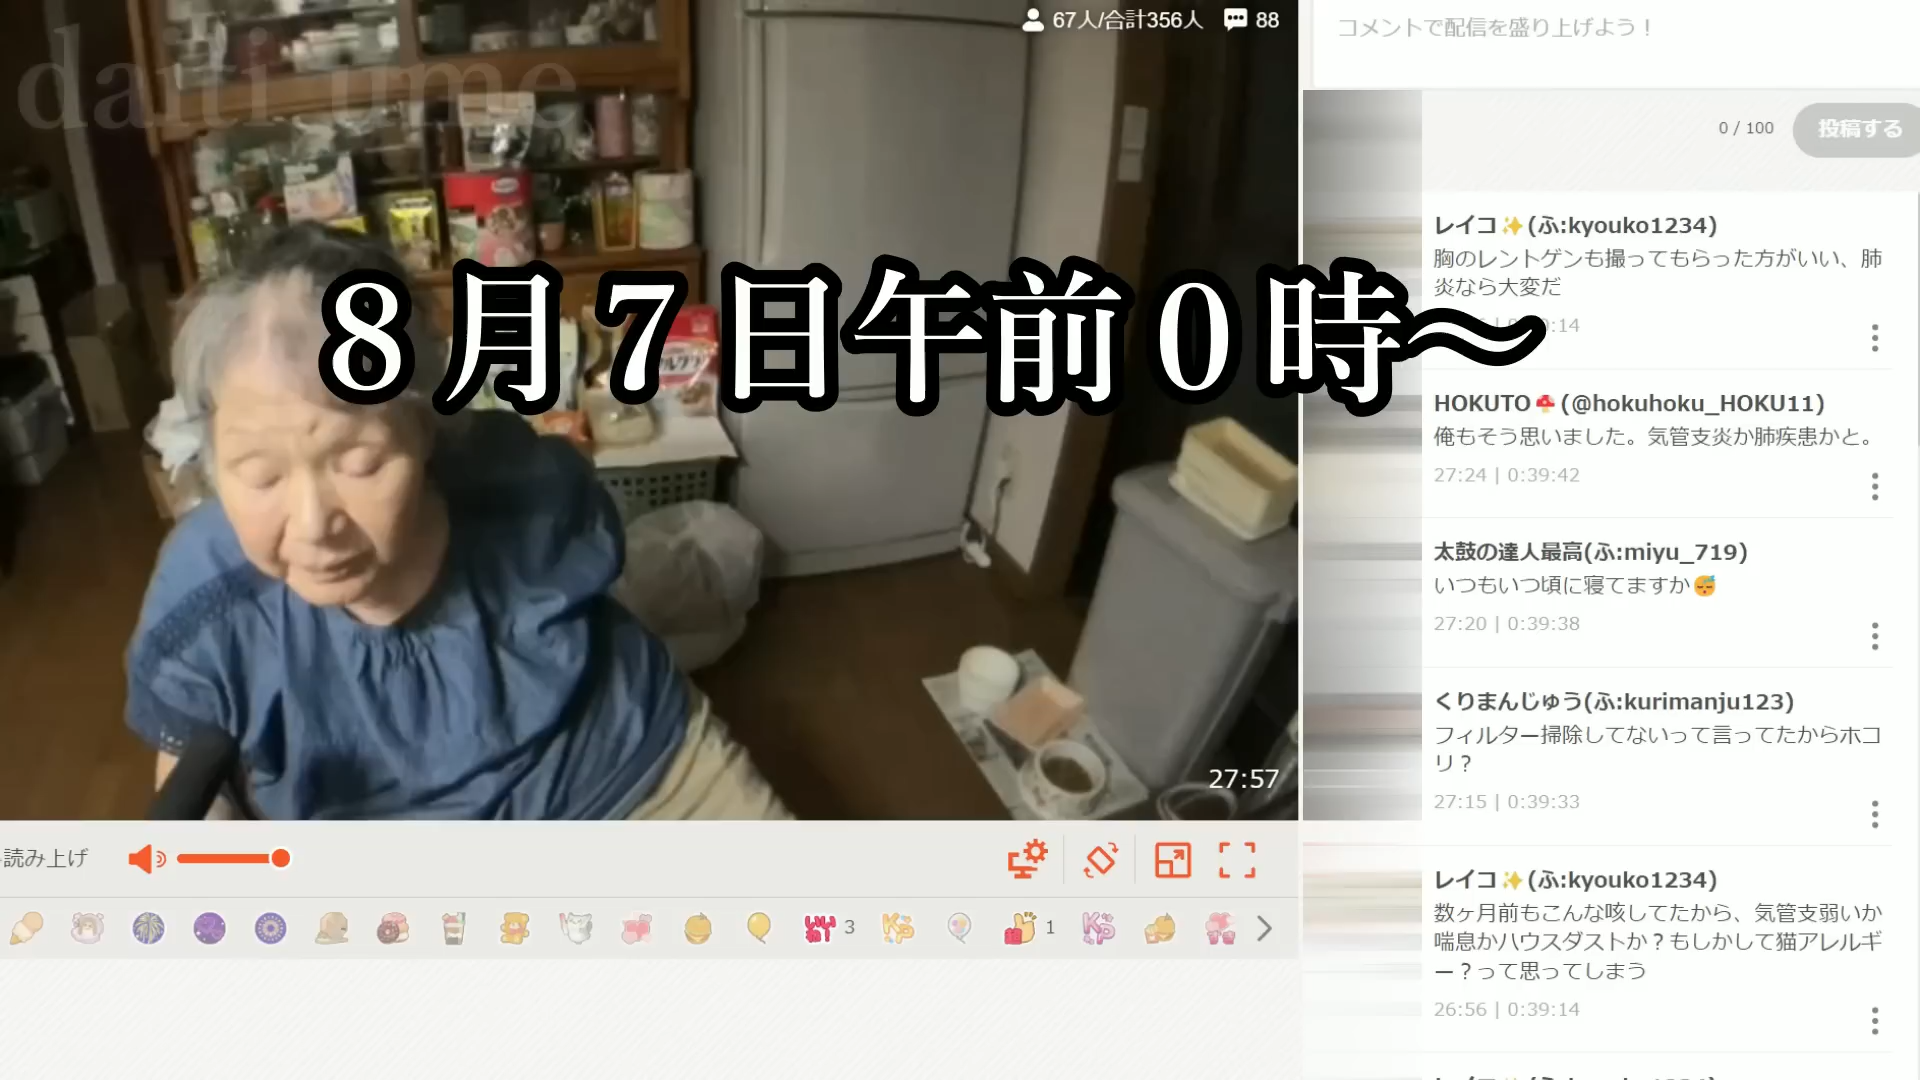 daiti ume
67人/合計356人 88
8月7日午前0時〜
27:57
読み上げ
3
1
コメントで配信を盛り上げよう！
0 / 100
投稿する
レイコ✨(ふ:kyouko1234)
胸のレントゲンも撮ってもらった方がいい、肺
炎なら大変だ
HOKUTO🍄(@hokuhoku_HOKU11)
俺もそう思いました。気管支炎か肺疾患かと。
27:24 | 0:39:42
太鼓の達人最高(ふ:miyu_719)
いつもいつ頃に寝てますか😴
27:20 | 0:39:38
くりまんじゅう(ふ:kurimanju123)
フィルター掃除してないって言ってたからホコ
リ？
27:15 | 0:39:33
レイコ✨(ふ:kyouko1234)
数ヶ月前もこんな咳してたから、気管支弱いか
喘息かハウスダストか？もしかして猫アレルギ
ー？って思ってしまう
26:56 | 0:39:14